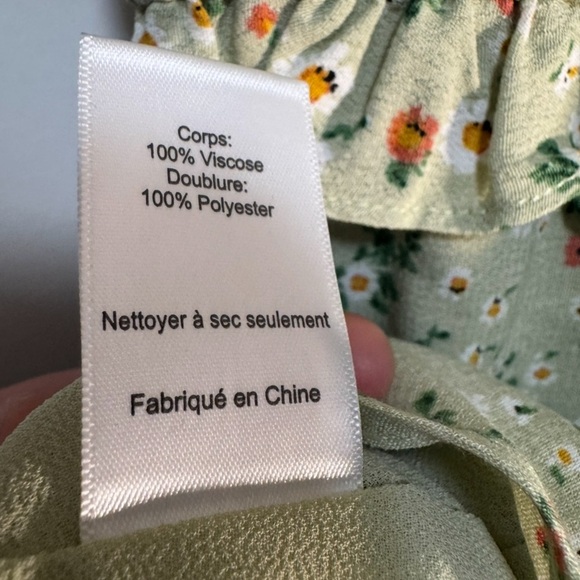 Corps:
100% Viscose
Doublure:
100% Polyester
Nettoyer à sec seulement
Fabriqué en Chine